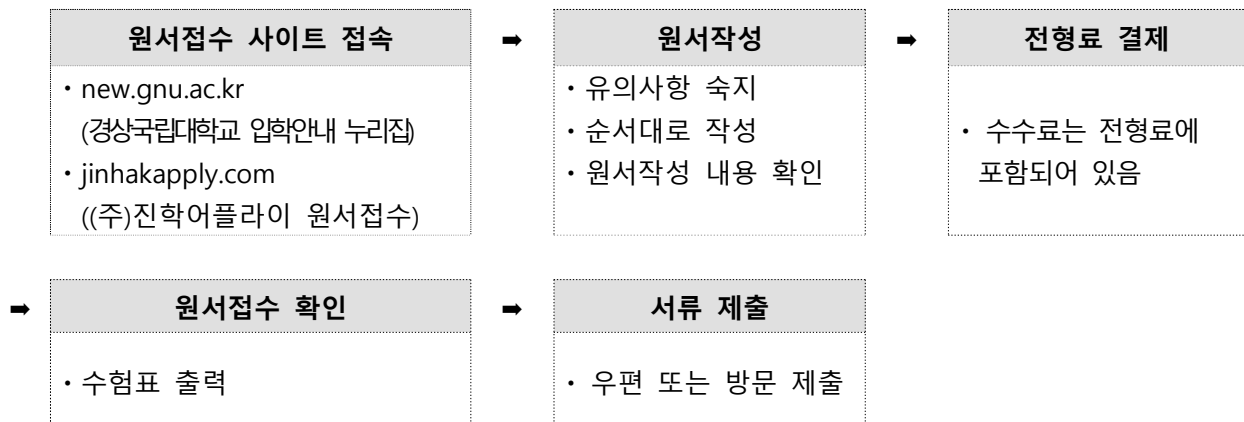 원서접수 사이트 접속
・new.gnu.ac.kr
(경상국립대학교 입학안내 누리집)
・jinhakapply.com
((주)진학어플라이 원서접수)
➡
원서작성
・유의사항 숙지
・순서대로 작성
・원서작성 내용 확인
➡
전형료 결제
・ 수수료는 전형료에
포함되어 있음
➡
원서접수 확인
・수험표 출력
➡
서류 제출
・ 우편 또는 방문 제출